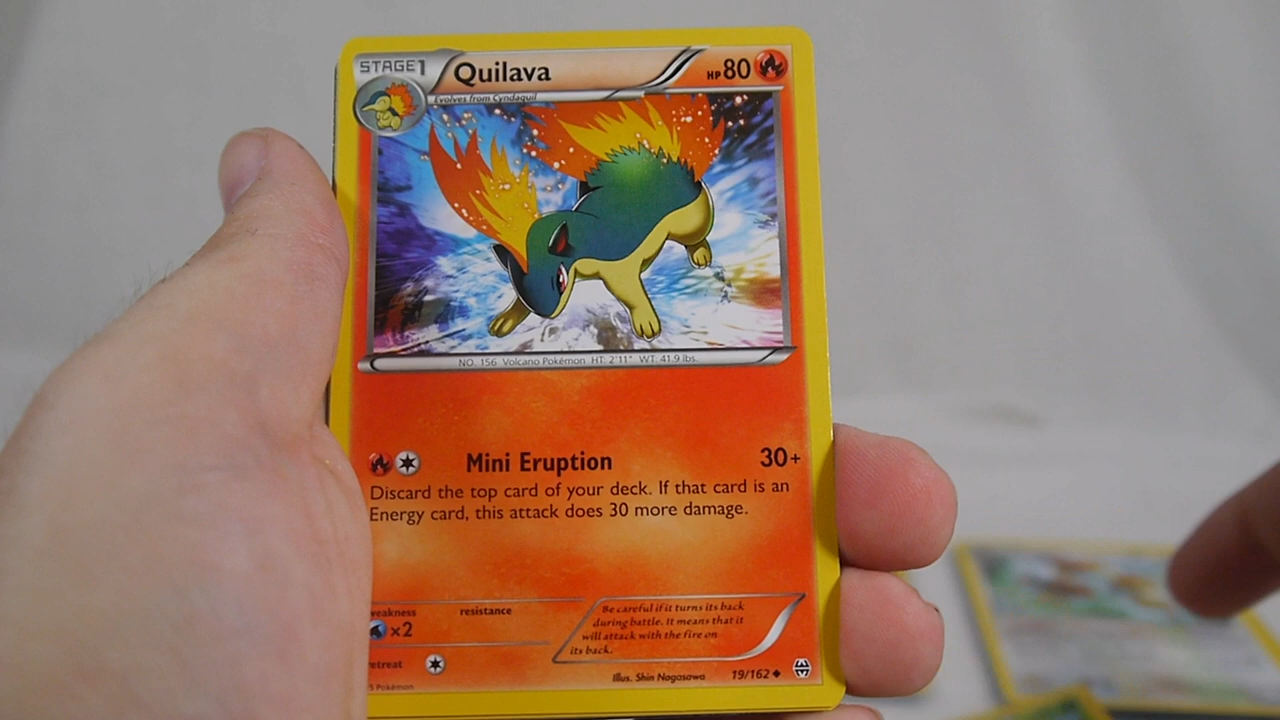 STAGE1 Quilava HP80
Evolves from Cyndaquil
NO. 156 Volcano Pokémon HT: 2'11" WT: 41.9 lbs.
Mini Eruption 30+
Discard the top card of your deck. If that card is an
Energy card, this attack does 30 more damage.
weakness resistance
×2
retreat
Be careful if it turns its back
during battle. It means that it
will attack with the fire on
its back.
Illus. Shin Nagasawa 19/162
5 Pokémon